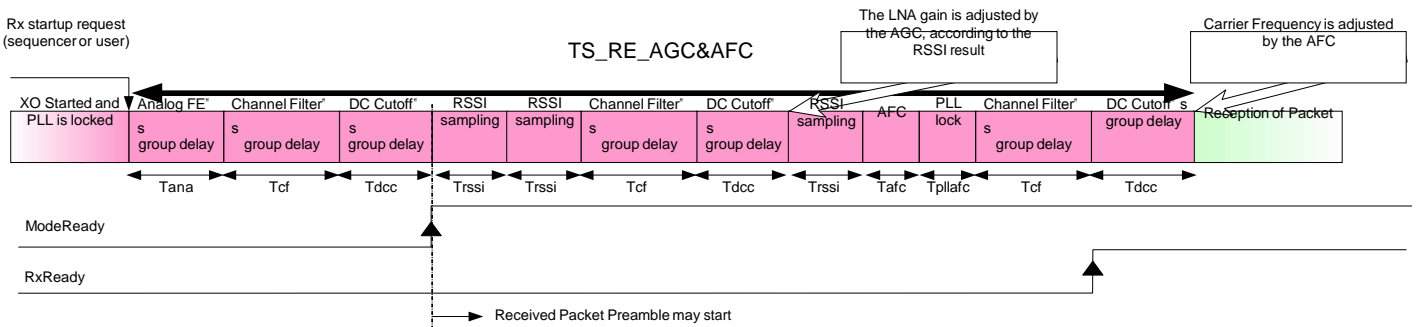 Rx startup request
(sequencer or user)
TS_RE_AGC&AFC
The LNA gain is adjusted by
the AGC, according to the
RSSI result
Carrier Frequency is adjusted
by the AFC
XO Started and
PLL is locked
Analog FE"
s
group delay
Channel Filter"
s
group delay
DC Cutoff"
s
group delay
RSSI
sampling
RSSI
sampling
Channel Filter"
s
group delay
DC Cutoff"
s
group delay
RSSI
sampling
AFC
PLL
lock
Channel Filter"
s
group delay
DC Cutoff" s
group delay
Reception of Packet
Tana
Tcf
Tdcc
Trssi
Trssi
Tcf
Tdcc
Trssi
Tafc
Tpllafc
Tcf
Tdcc
ModeReady
RxReady
Received Packet Preamble may start